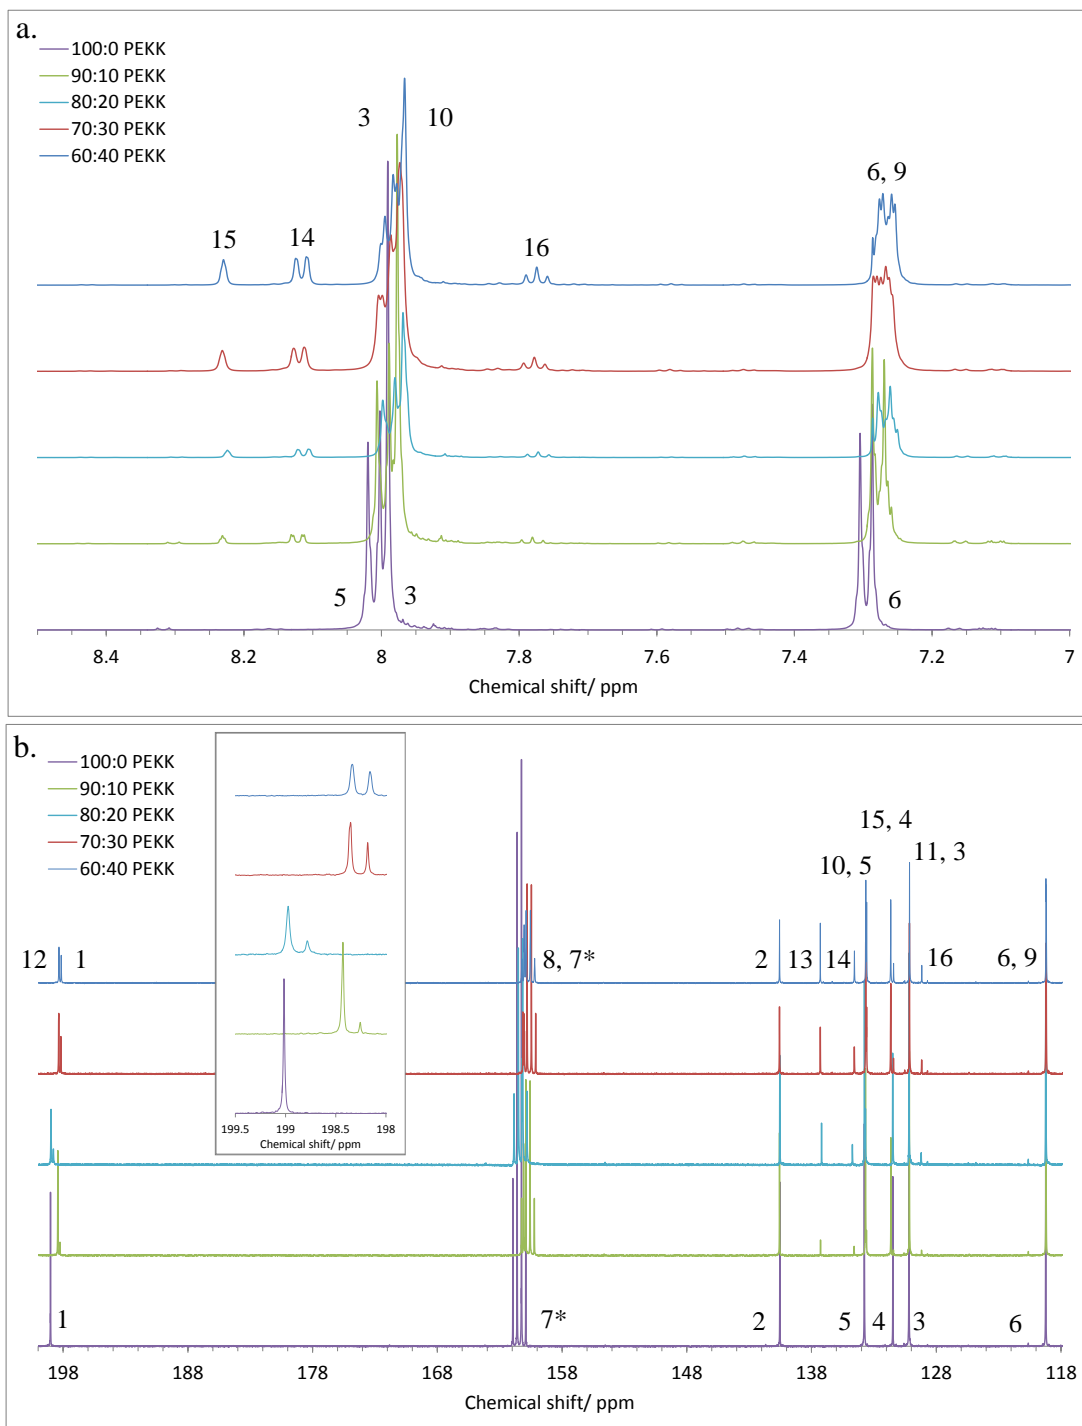 a.
100:0 PEKK
90:10 PEKK
80:20 PEKK
70:30 PEKK
60:40 PEKK
3 10
6, 9
15 14 16
5 3 6
8.4 8.2 8 7.8 7.6 7.4 7.2 7
Chemical shift/ ppm
b.
100:0 PEKK
90:10 PEKK
80:20 PEKK
70:30 PEKK
60:40 PEKK
199.5 199 198.5 198
Chemical shift/ ppm
15, 4
10, 5 11, 3
12 1 8, 7* 2 13 14 16 6, 9
1 7* 2 5 4 3 6
198 188 178 168 158 148 138 128 118
Chemical shift/ ppm